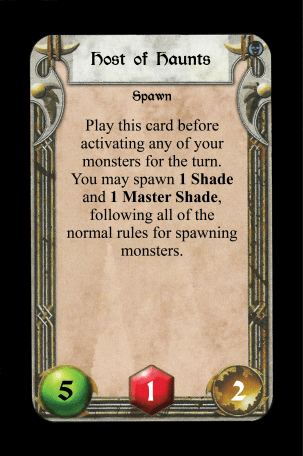 Host of Haunts
Spawn
Play this card before
activating any of your
monsters for the turn.
You may spawn 1 Shade
and 1 Master Shade,
following all of the
normal rules for spawning
monsters.
5 1 2